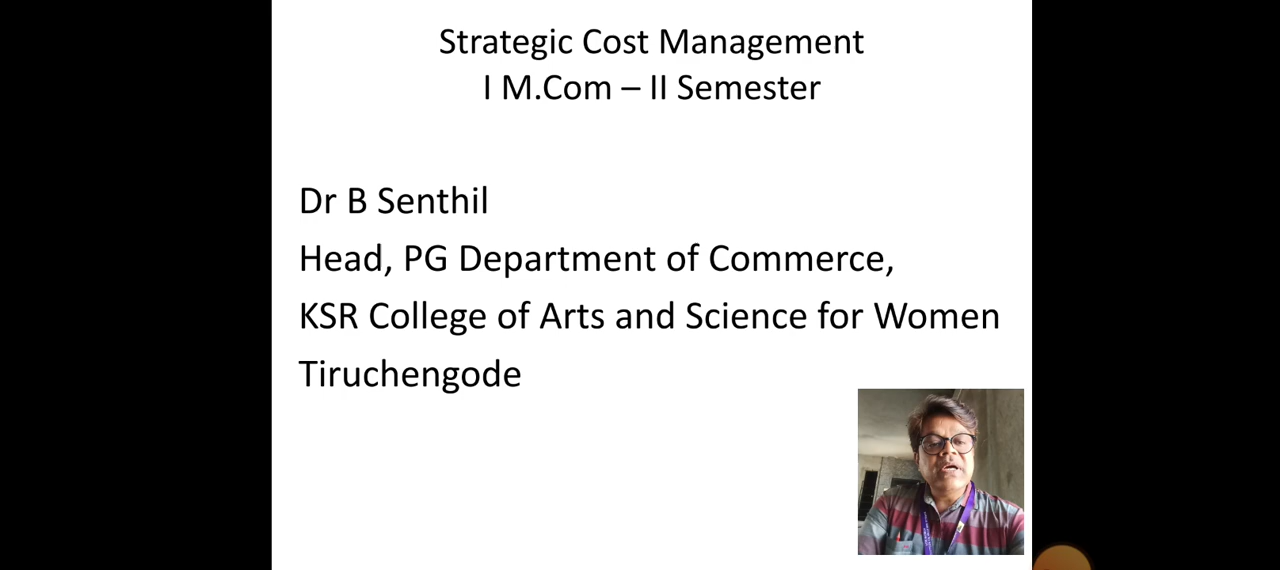 Strategic Cost Management
I M.Com – II Semester
Dr B Senthil
Head, PG Department of Commerce,
KSR College of Arts and Science for Women
Tiruchengode